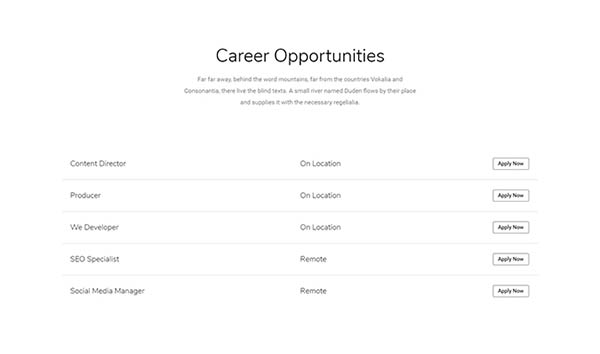 Career Opportunities
Far far away, behind the word mountains, far from the countries Vokalia and
Consonantia, there live the blind texts. A small river named Duden flows by their place
and supplies it with the necessary regelialia.
Content Director On Location Apply Now
Producer On Location Apply Now
We Developer On Location Apply Now
SEO Specialist Remote Apply Now
Social Media Manager Remote Apply Now